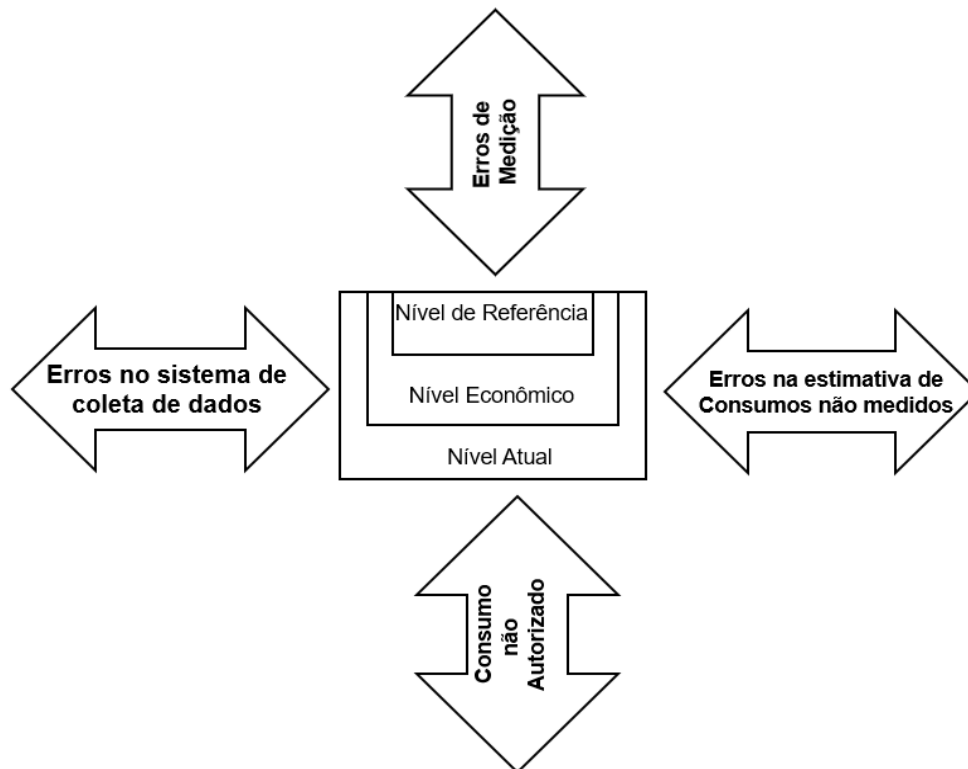 Erros de
Medição
Nível de Referência
Erros no sistema de
coleta de dados
Nível Econômico
Erros na estimativa de
Consumos não medidos
Nível Atual
Consumo
não
Autorizado